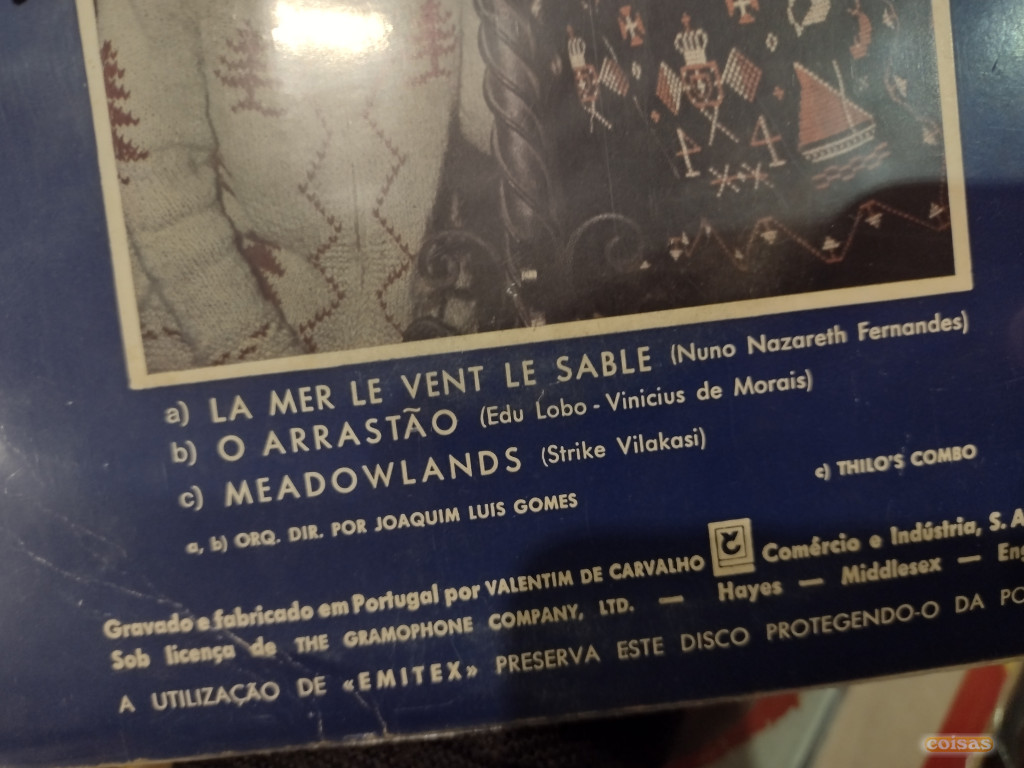 a) LA MER LE VENT LE SABLE (Nuno Nazareth Fernandes)
b) O ARRASTÃO (Edu Lobo - Vinicius de Morais)
c) MEADOWLANDS (Strike Vilakasi)
a, b) ORQ. DIR. POR JOAQUIM LUIS GOMES
c) THILO'S COMBO
Gravado e fabricado em Portugal por VALENTIM DE CARVALHO Comércio e Indústria, S. A
Sob licença de THE GRAMOPHONE COMPANY, LTD. — Hayes — Middlesex — Eng
A UTILIZAÇÃO DE «EMITEX» PRESERVA ESTE DISCO PROTEGENDO-O DA PO
coisas